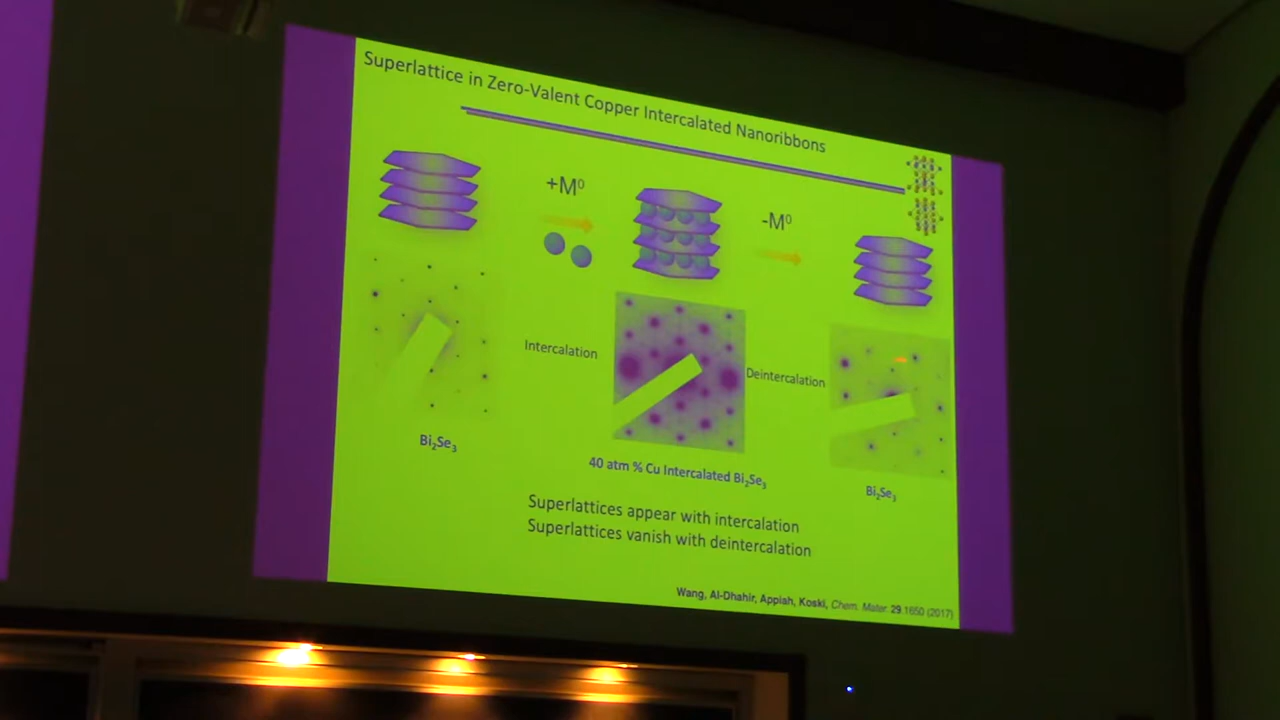 Superlattice in Zero-Valent Copper Intercalated Nanoribbons
+M⁰
-M⁰
Intercalation
Deintercalation
Bi₂Se₃
40 atm % Cu Intercalated Bi₂Se₃
Bi₂Se₃
Superlattices appear with intercalation
Superlattices vanish with deintercalation
Wang, Al-Dhahir, Appiah, Koski, Chem. Mater. 29 1650 (2017)